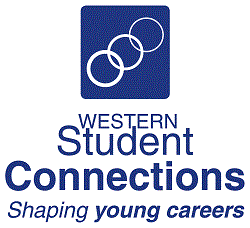 WESTERN
Student
Connections
Shaping young careers